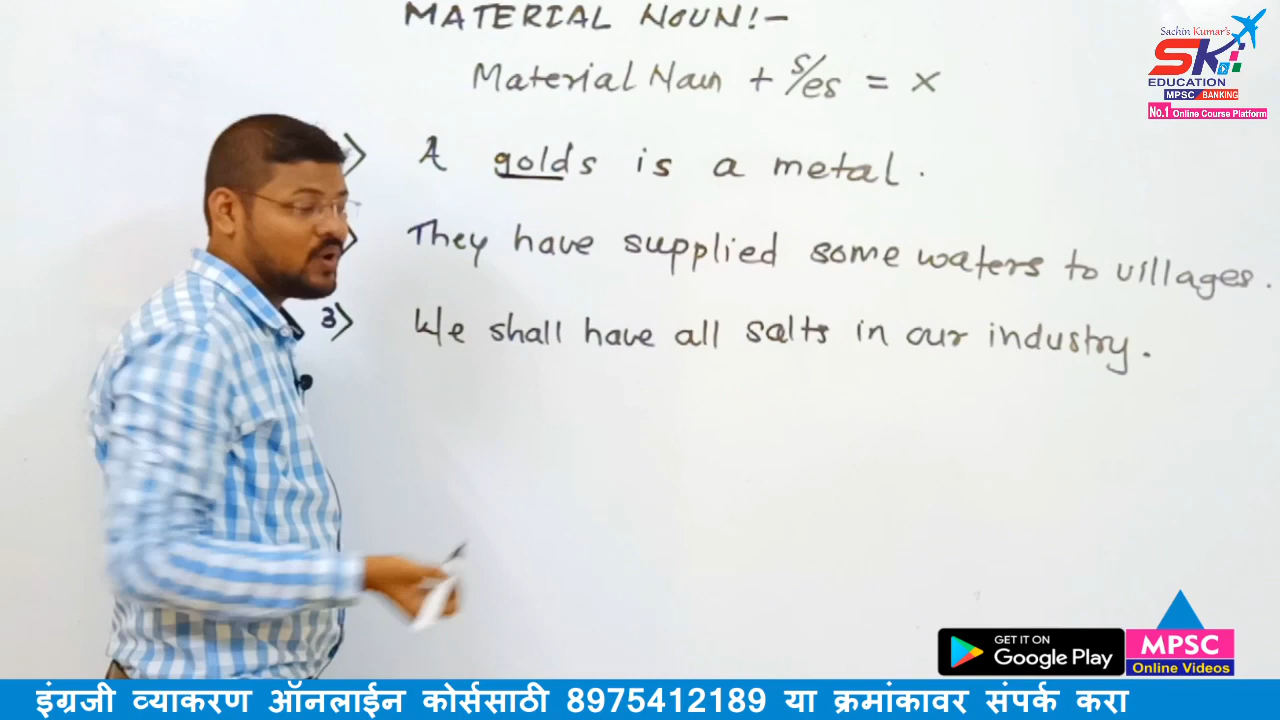 MATERIAL NOUN!-
Material Noun + s/es = x
A golds is a metal.
They have supplied some waters to villages.
3) We shall have all salts in our industry.
Sachin Kumar's
SK
EDUCATION
MPSC BANKING
No.1 Online Course Platform
GET IT ON
Google Play
MPSC
Online Videos
इंग्रजी व्याकरण ऑनलाईन कोर्ससाठी 8975412189 या क्रमांकावर संपर्क करा